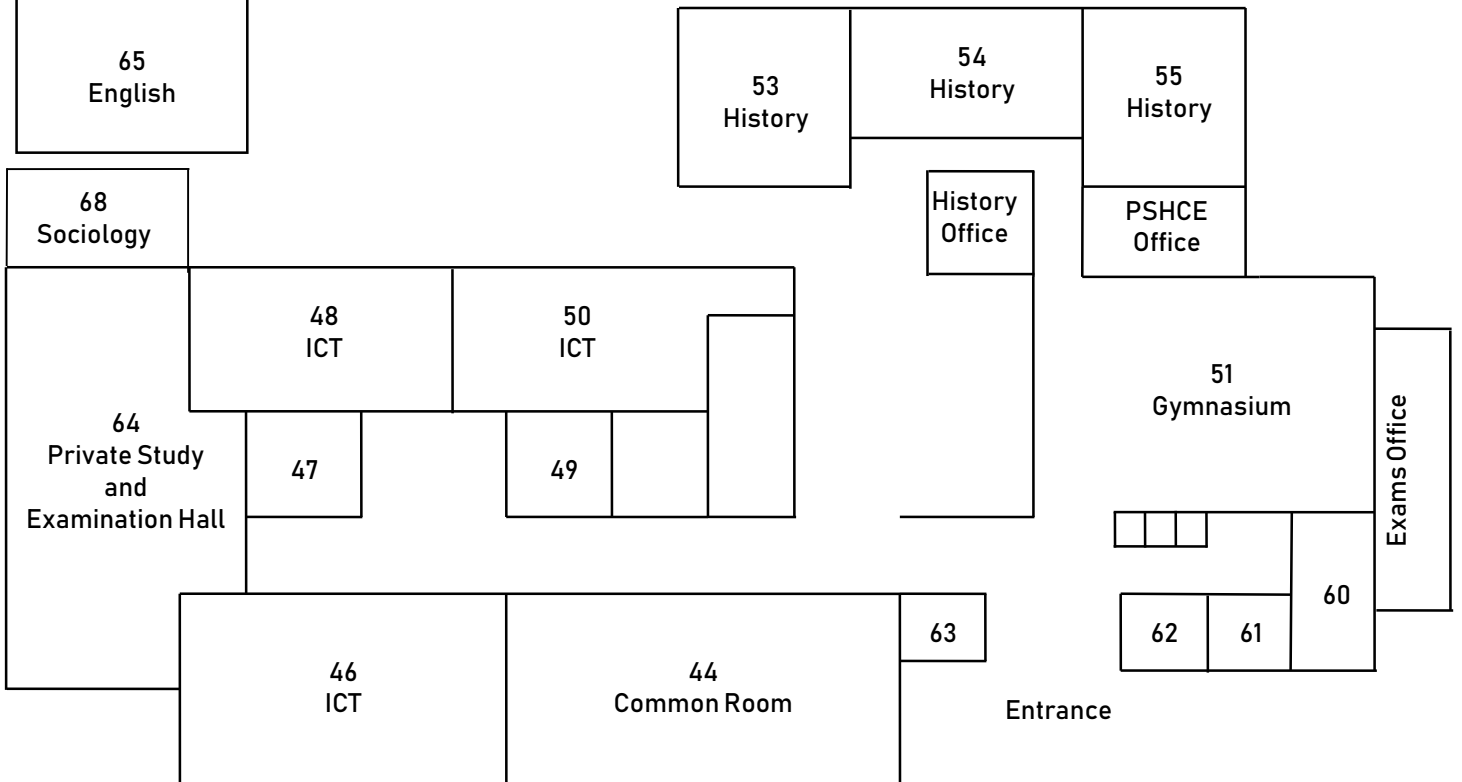 65
English
53
History
54
History
55
History
68
Sociology
History
Office
PSHCE
Office
48
ICT
50
ICT
51
Gymnasium
64
Private Study
and
Examination Hall
47
49
Exams Office
60
63
62
61
46
ICT
44
Common Room
Entrance